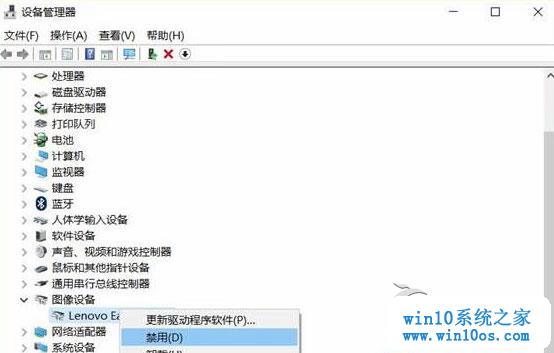 设备管理器
文件(F) 操作(A) 查看(V) 帮助(H)
处理器
磁盘驱动器
存储控制器
打印队列
电池
计算机
监视器
键盘
蓝牙
人体学输入设备
软件设备
声音、视频和游戏控制器
鼠标和其他指针设备
通用串行总线控制器
图像设备
Lenovo
更新驱动程序软件(P)...
网络适配器
禁用(D)
系统设备
win10系统之家
www.win10os.com